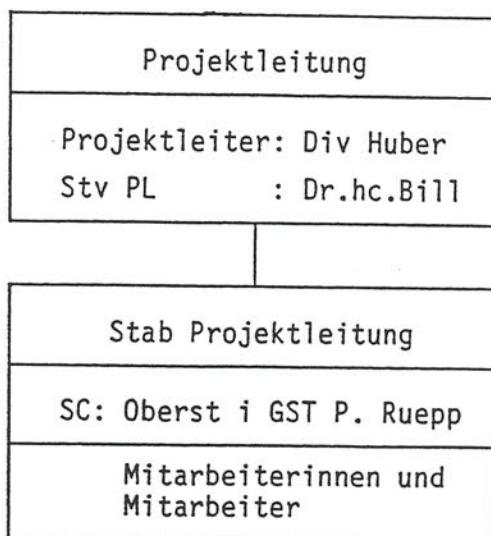 Projektleitung
Projektleiter: Div Huber
Stv PL : Dr.hc.Bill
Stab Projektleitung
SC: Oberst i GST P. Ruepp
Mitarbeiterinnen und
Mitarbeiter